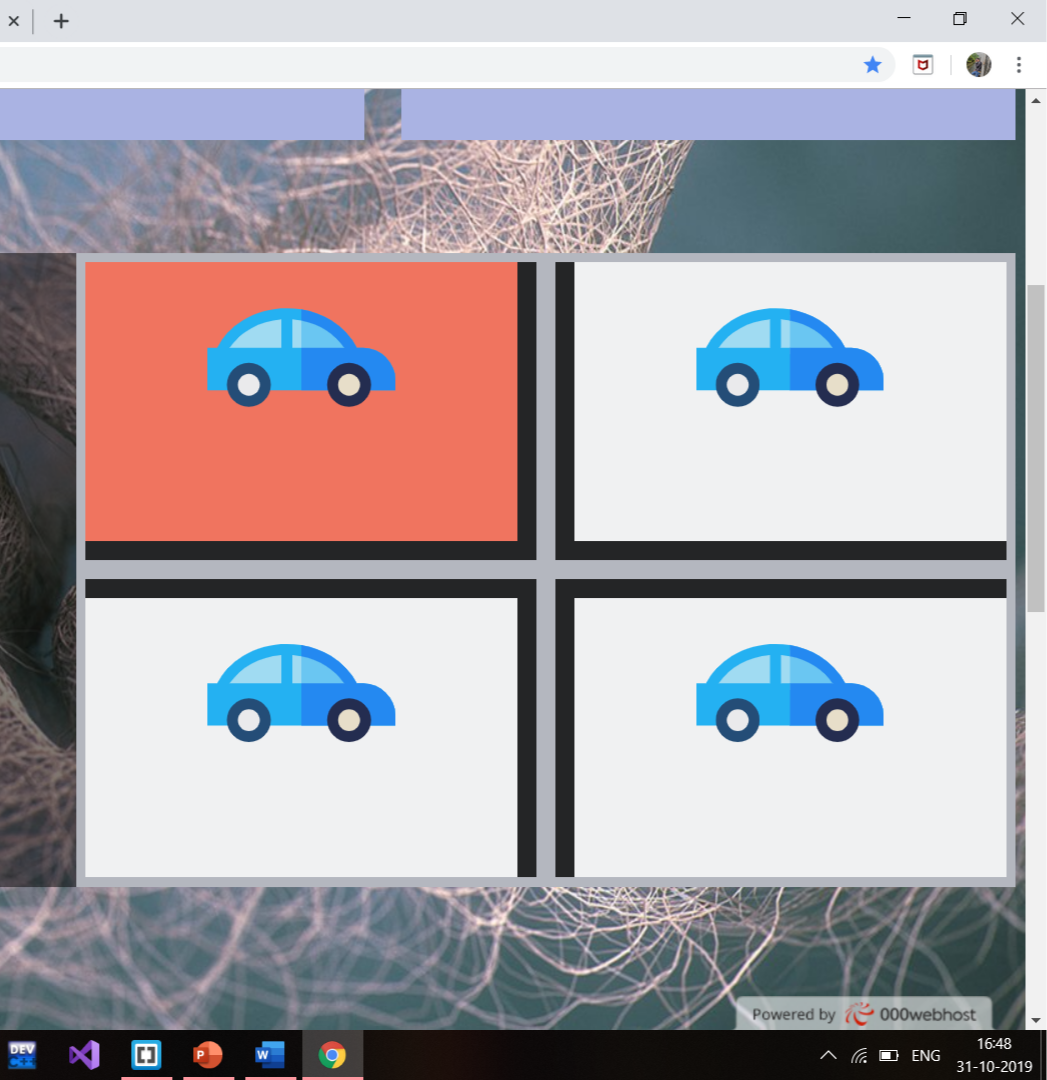 Powered by 000webhost
DEV
C++
P
W
ENG
16:48
31-10-2019